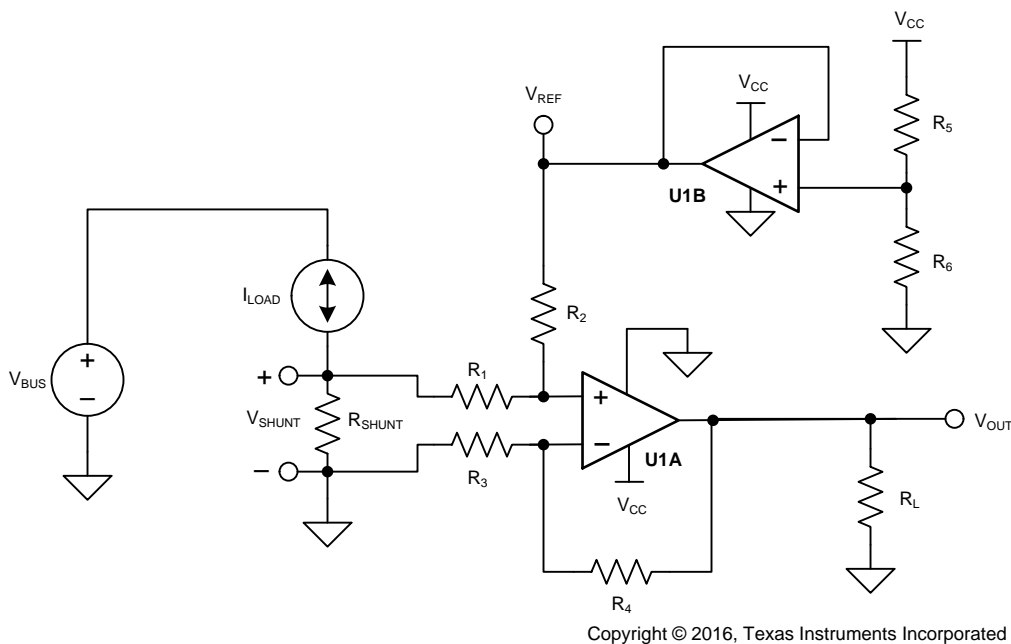 VCC
VCC
VREF
R5
−
+
U1B
R6
ILOAD
R2
+
VBUS
−
+
R1
+
VSHUNT
RSHUNT
−
−
R3
U1A
VCC
VOUT
RL
R4
Copyright © 2016, Texas Instruments Incorporated